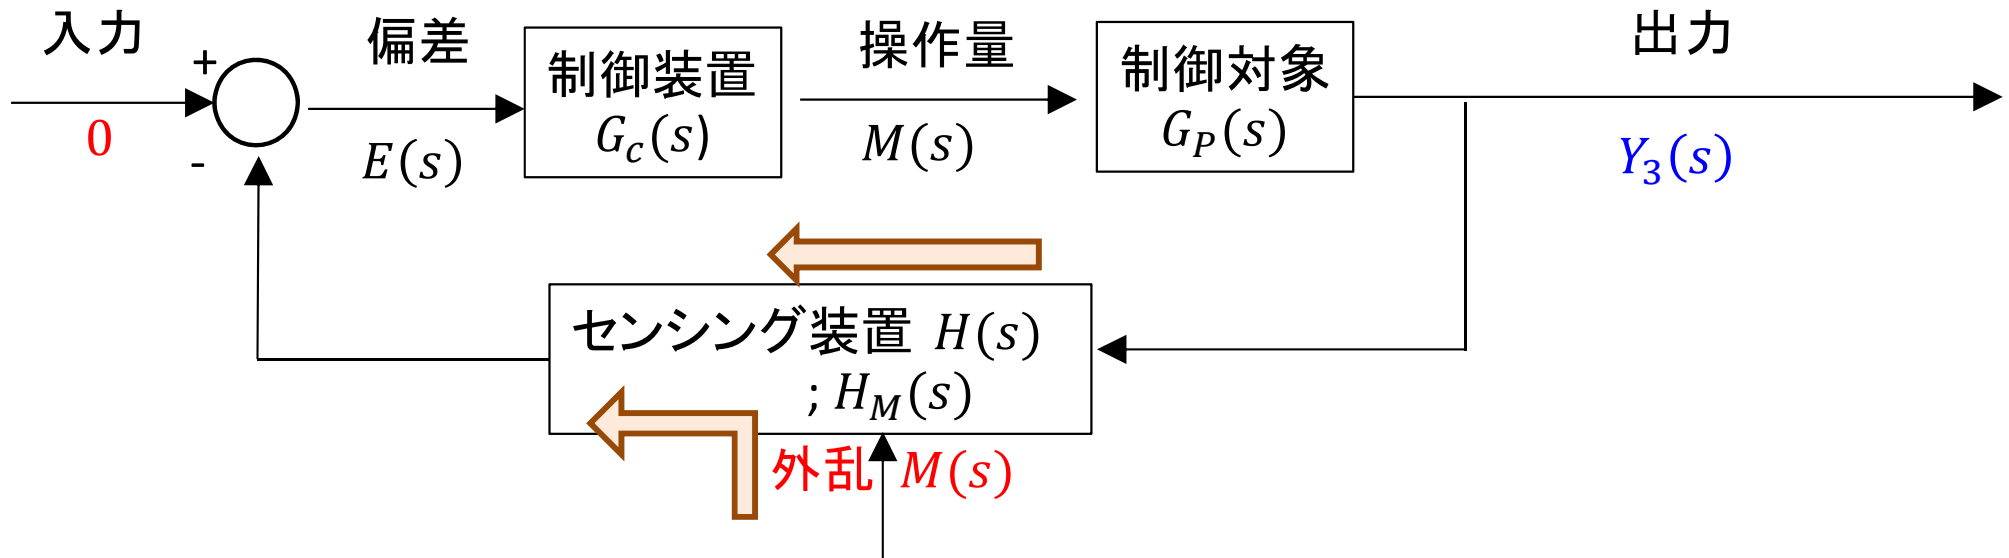 入力
0
+
-
偏差
E(s)
制御装置
G_c(s)
操作量
M(s)
制御対象
G_P(s)
出力
Y_3(s)
センシング装置 H(s)
; H_M(s)
外乱 M(s)